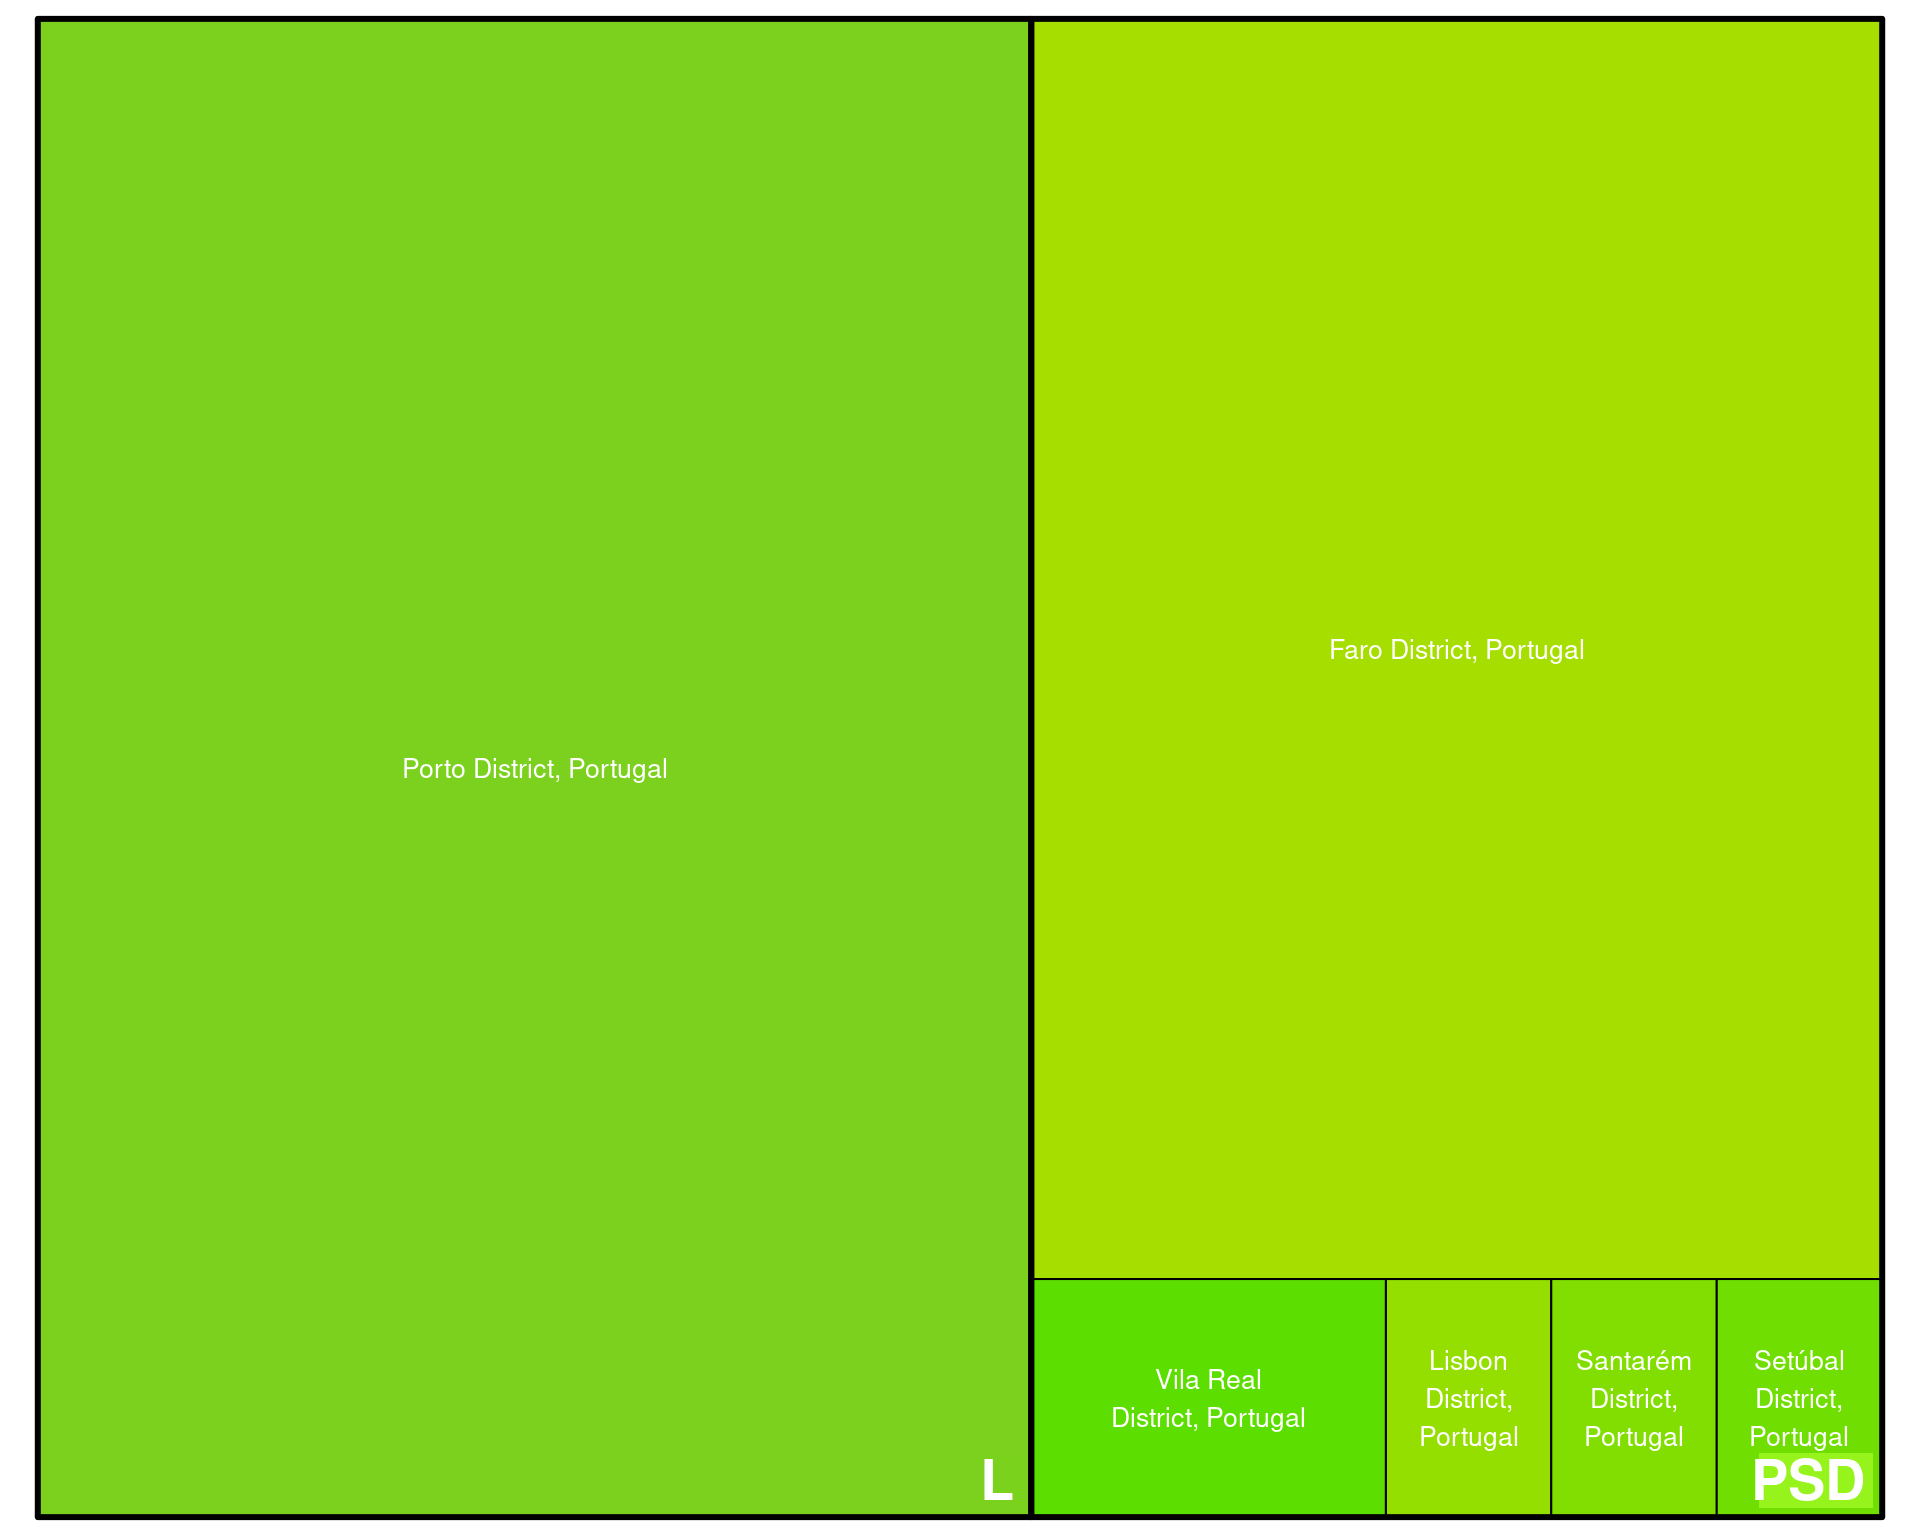 Porto District, Portugal
L
Faro District, Portugal
Vila Real
District, Portugal
Lisbon
District,
Portugal
Santarém
District,
Portugal
Setúbal
District,
Portugal
PSD